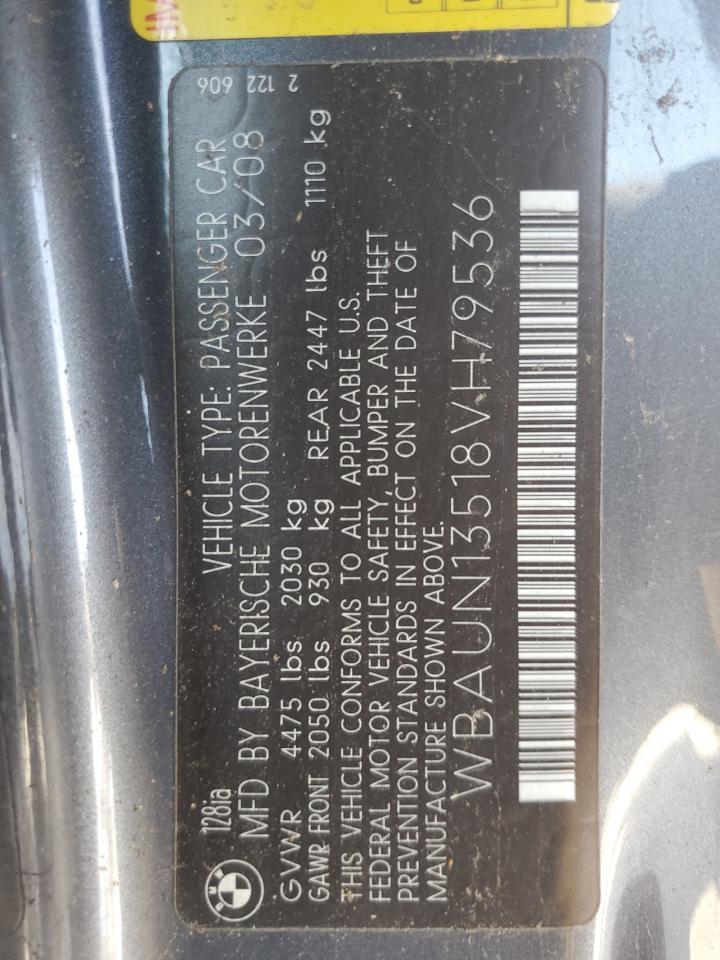 128ia VEHICLE TYPE: PASSENGER CAR 2 122 606
MFD BY BAYERISCHE MOTORENWERKE 03/08
GVWR 4475 lbs 2030 kg
GAWR FRONT 2050 lbs 930 kg REAR 2447 lbs 1110 kg
THIS VEHICLE CONFORMS TO ALL APPLICABLE U.S.
FEDERAL MOTOR VEHICLE SAFETY, BUMPER AND THEFT
PREVENTION STANDARDS IN EFFECT ON THE DATE OF
MANUFACTURE SHOWN ABOVE.
WBAUN13518VH79536